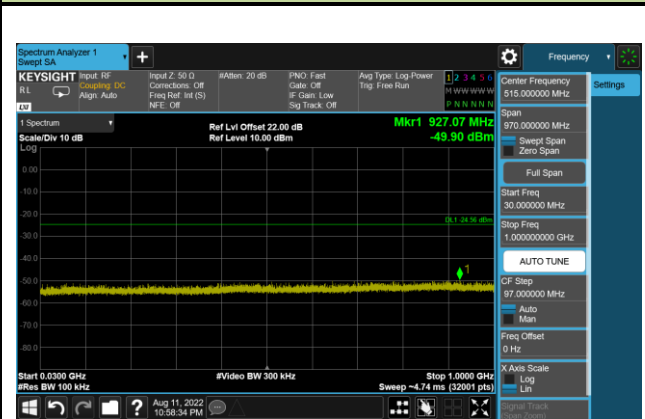 Spectrum Analyzer 1
Swept SA
Frequency
KEYSIGHT
RL
LXI
Input: RF
Coupling: DC
Align: Auto
Input Z: 50 Ω
Corrections: Off
Freq Ref: Int (S)
NFE: Off
#Atten: 20 dB
PNO: Fast
Gate: Off
IF Gain: Low
Sig Track: Off
Avg Type: Log-Power
Trig: Free Run
1 2 3 4 5 6
M W W W W W
P N N N N N
Center Frequency
515.000000 MHz
Settings
1 Spectrum
Scale/Div 10 dB
Ref Lvl Offset 22.00 dB
Ref Level 10.00 dBm
Mkr1 927.07 MHz
-49.90 dBm
Log
0.00
-10.0
-20.0
-30.0
-40.0
-50.0
-60.0
-70.0
-80.0
DL1 -24.56 dBm
1
Start 0.0300 GHz
#Res BW 100 kHz
#Video BW 300 kHz
Stop 1.0000 GHz
Sweep ~4.74 ms (32001 pts)
Span
970.000000 MHz
Swept Span
Zero Span
Full Span
Start Freq
30.000000 MHz
Stop Freq
1.000000000 GHz
AUTO TUNE
CF Step
97.000000 MHz
Auto
Man
Freq Offset
0 Hz
X Axis Scale
Log
Lin
Signal Track
(Span Zoom)
Aug 11, 2022
10:58:34 PM